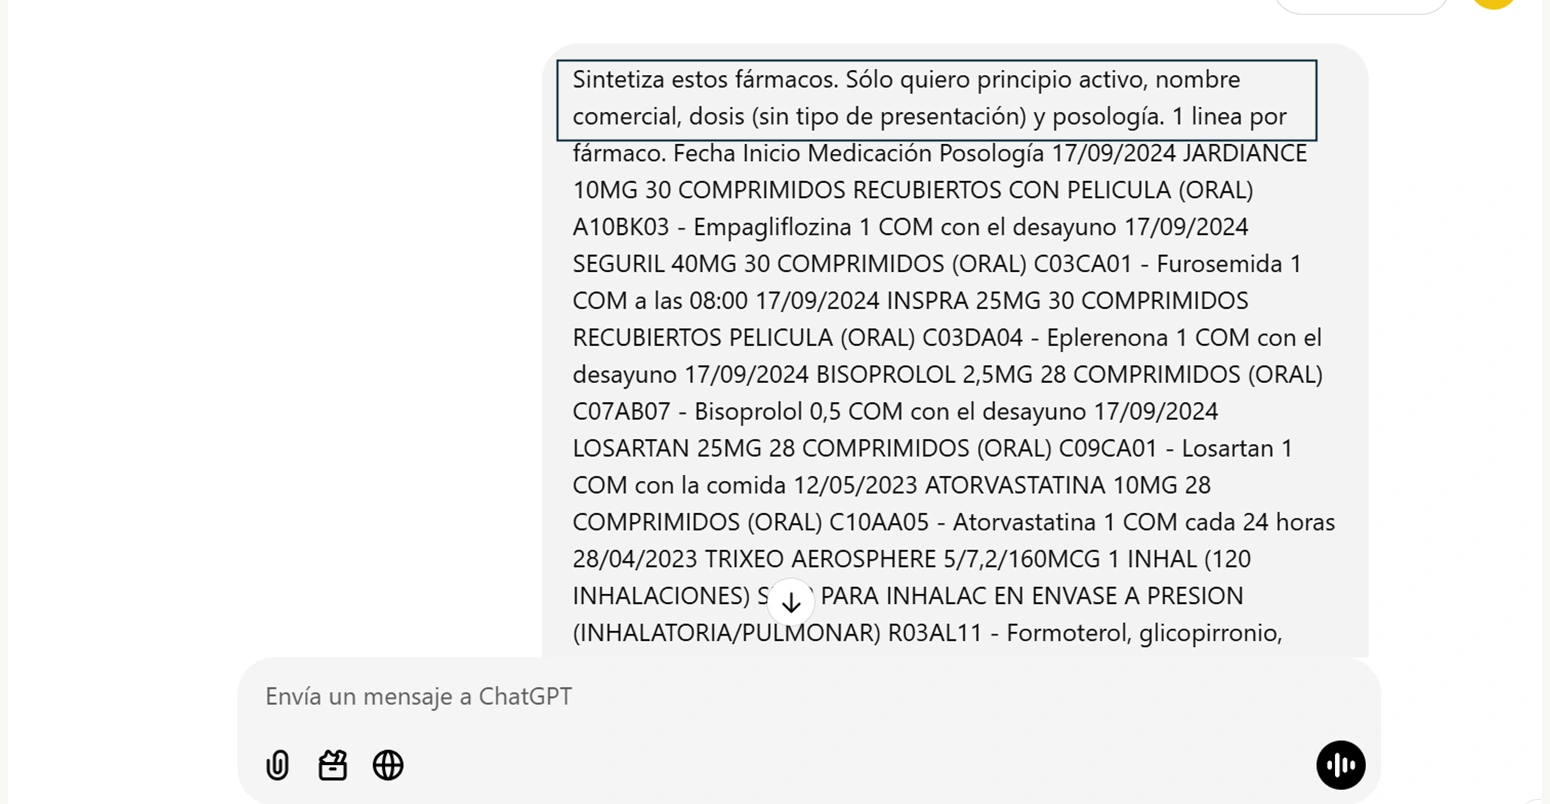 Sintetiza estos fármacos. Sólo quiero principio activo, nombre
comercial, dosis (sin tipo de presentación) y posología. 1 linea por
fármaco. Fecha Inicio Medicación Posología 17/09/2024 JARDIANCE
10MG 30 COMPRIMIDOS RECUBIERTOS CON PELICULA (ORAL)
A10BK03 - Empagliflozina 1 COM con el desayuno 17/09/2024
SEGURIL 40MG 30 COMPRIMIDOS (ORAL) C03CA01 - Furosemida 1
COM a las 08:00 17/09/2024 INSPRA 25MG 30 COMPRIMIDOS
RECUBIERTOS PELICULA (ORAL) C03DA04 - Eplerenona 1 COM con el
desayuno 17/09/2024 BISOPROLOL 2,5MG 28 COMPRIMIDOS (ORAL)
C07AB07 - Bisoprolol 0,5 COM con el desayuno 17/09/2024
LOSARTAN 25MG 28 COMPRIMIDOS (ORAL) C09CA01 - Losartan 1
COM con la comida 12/05/2023 ATORVASTATINA 10MG 28
COMPRIMIDOS (ORAL) C10AA05 - Atorvastatina 1 COM cada 24 horas
28/04/2023 TRIXEO AEROSPHERE 5/7,2/160MCG 1 INHAL (120
INHALACIONES) PARA INHALAC EN ENVASE A PRESION
(INHALATORIA/PULMONAR) R03AL11 - Formoterol, glicopirronio,
Envía un mensaje a ChatGPT